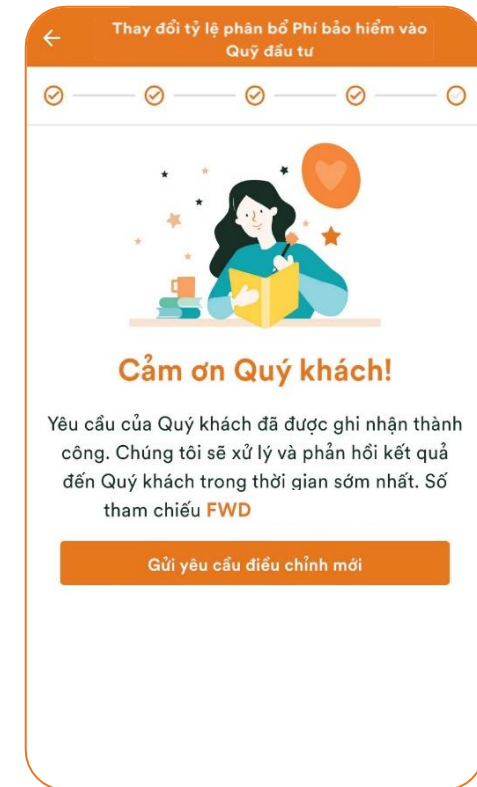 Thay đổi tỷ lệ phân bổ Phí bảo hiểm vào
Quỹ đầu tư
Cảm ơn Quý khách!
Yêu cầu của Quý khách đã được ghi nhận thành
công. Chúng tôi sẽ xử lý và phản hồi kết quả
đến Quý khách trong thời gian sớm nhất. Số
tham chiếu FWD
Gửi yêu cầu điều chỉnh mới